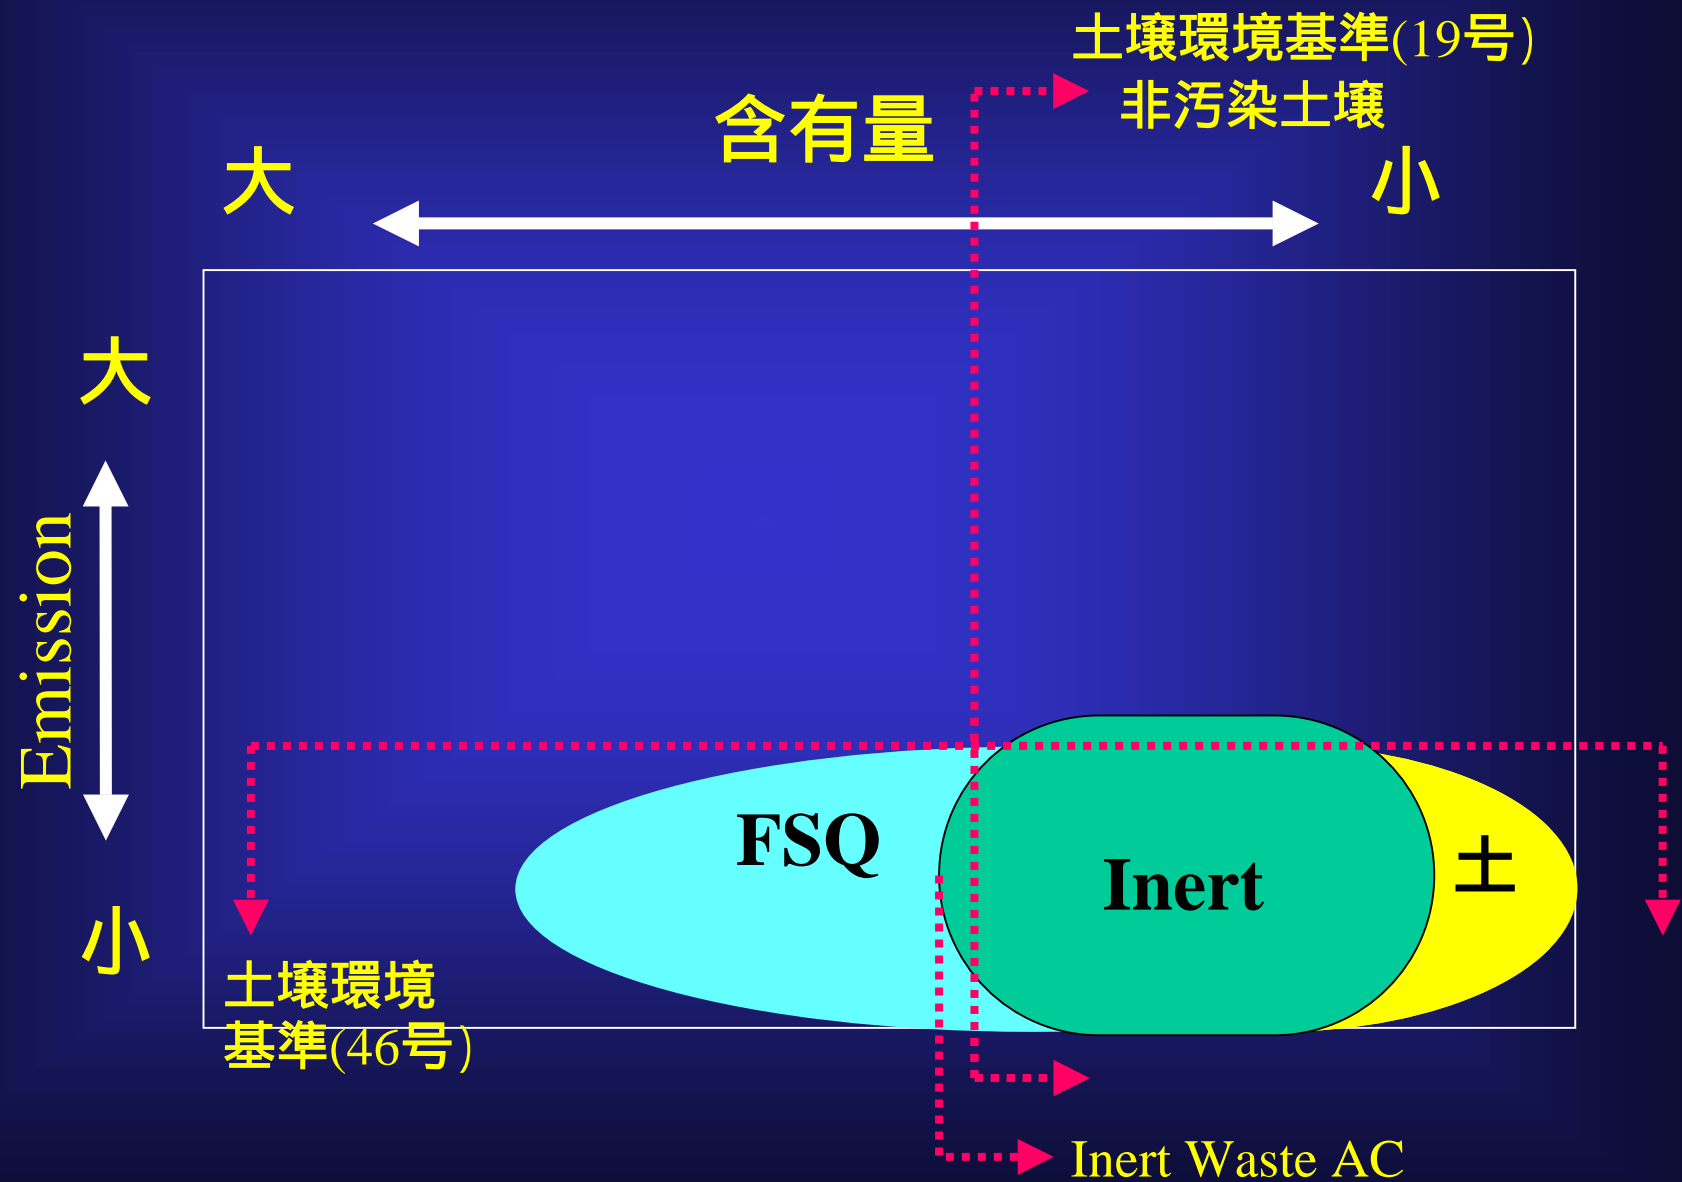 土壌環境基準(19号)
非汚染土壌
含有量
大
小
大
Emission
小
FSQ
Inert
土
土壌環境
基準(46号)
Inert Waste AC